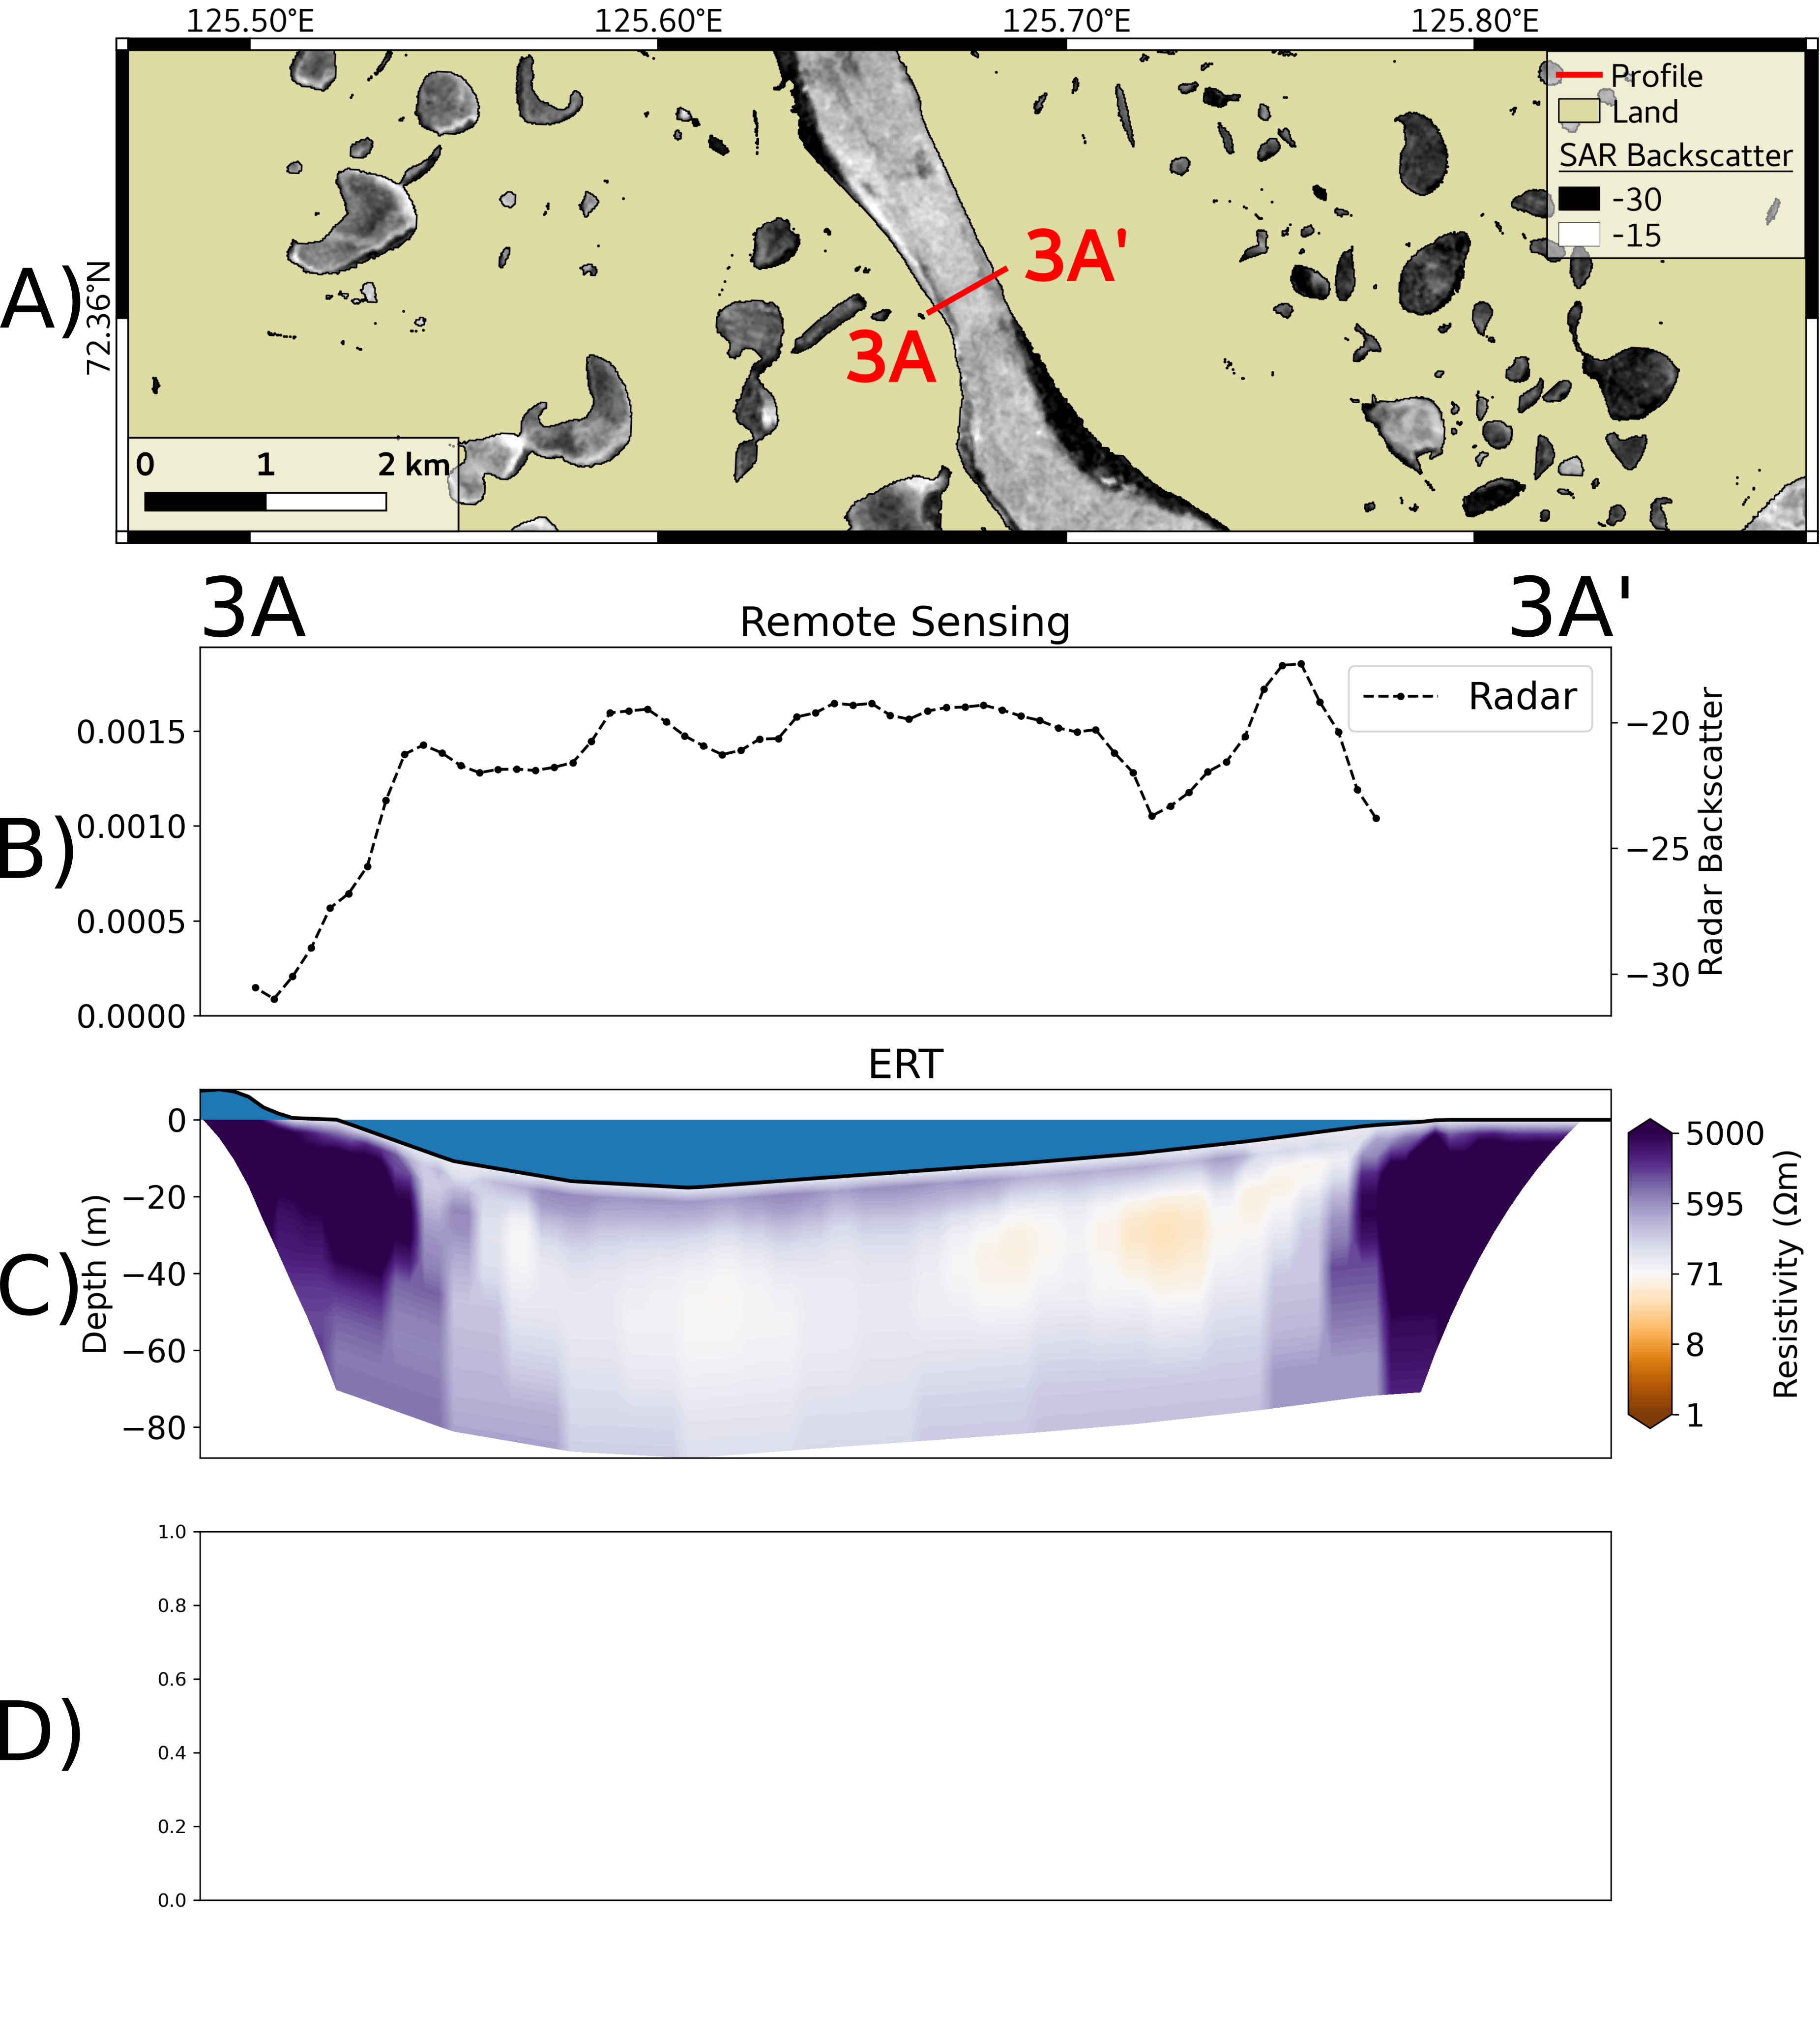 125.50°E 125.60°E 125.70°E 125.80°E
A)
72.36°N
Profile
Land
SAR Backscatter
-30
-15
3A'
3A
0 1 2 km
3A
3A'
Remote Sensing
B)
0.0015
0.0010
0.0005
0.0000
Radar
−20
−25
−30
Radar Backscatter
ERT
C)
Depth (m)
0
−20
−40
−60
−80
5000
595
71
8
1
Resistivity (Ωm)
D)
1.0
0.8
0.6
0.4
0.2
0.0